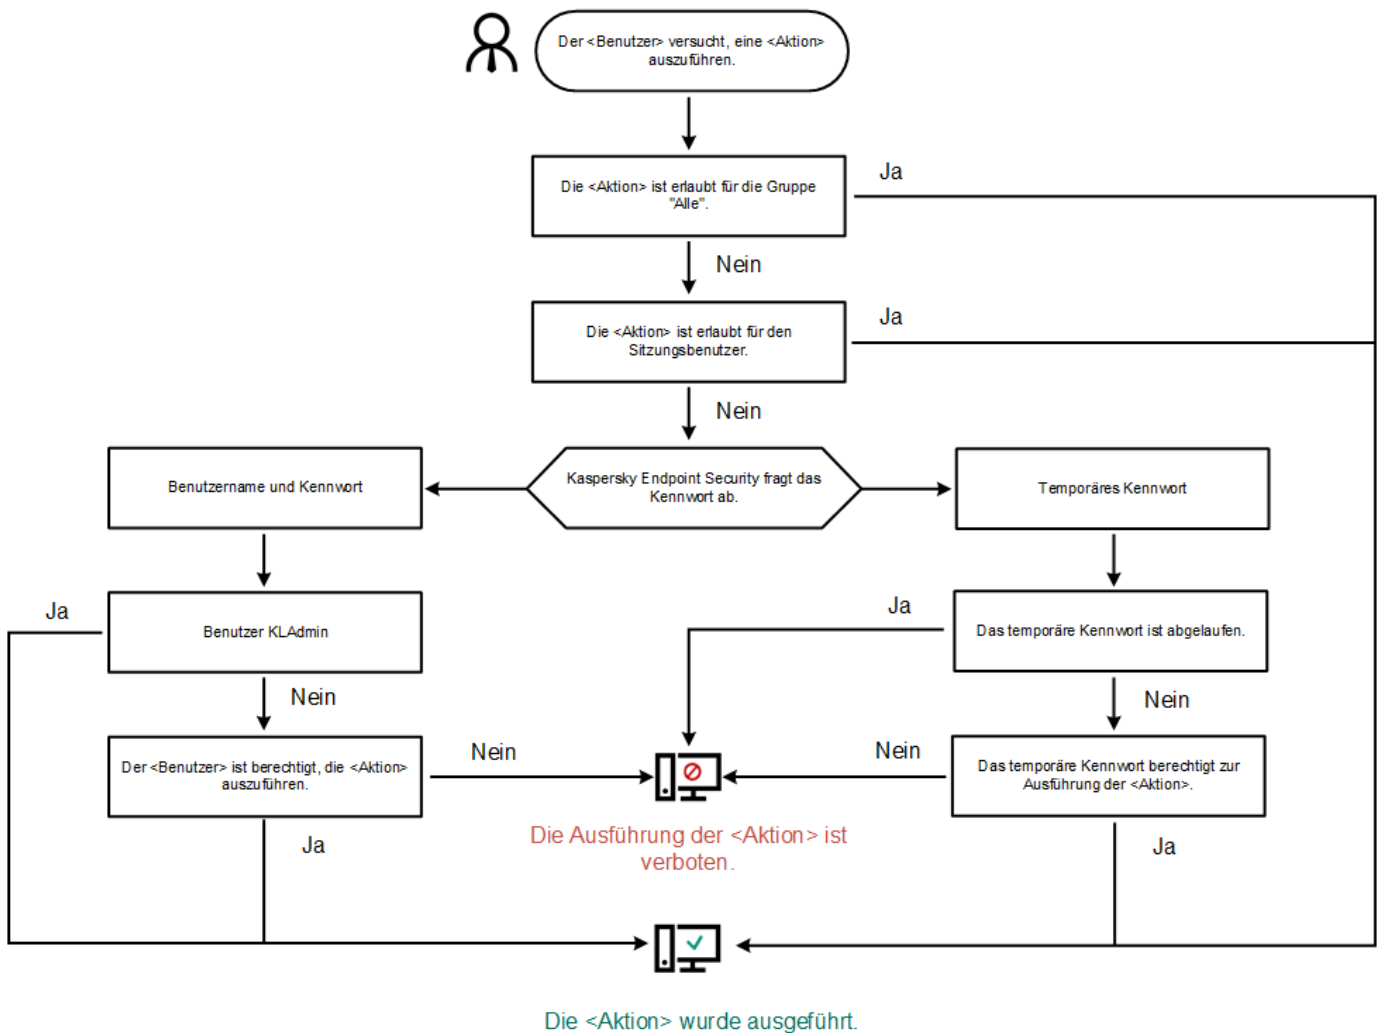 Der <Benutzer> versucht, eine <Aktion>
auszuführen.
Die <Aktion> ist erlaubt für die Gruppe
"Alle".
Ja
Nein
Die <Aktion> ist erlaubt für den
Sitzungsbenutzer.
Ja
Nein
Benutzername und Kennwort
Kaspersky Endpoint Security fragt das
Kennwort ab.
Temporäres Kennwort
Ja
Benutzer KLAdmin
Ja
Das temporäre Kennwort ist abgelaufen.
Nein
Nein
Der <Benutzer> ist berechtigt, die <Aktion>
auszuführen.
Nein
Nein
Das temporäre Kennwort berechtigt zur
Ausführung der <Aktion>.
Die Ausführung der <Aktion> ist
verboten.
Ja
Ja
Die <Aktion> wurde ausgeführt.